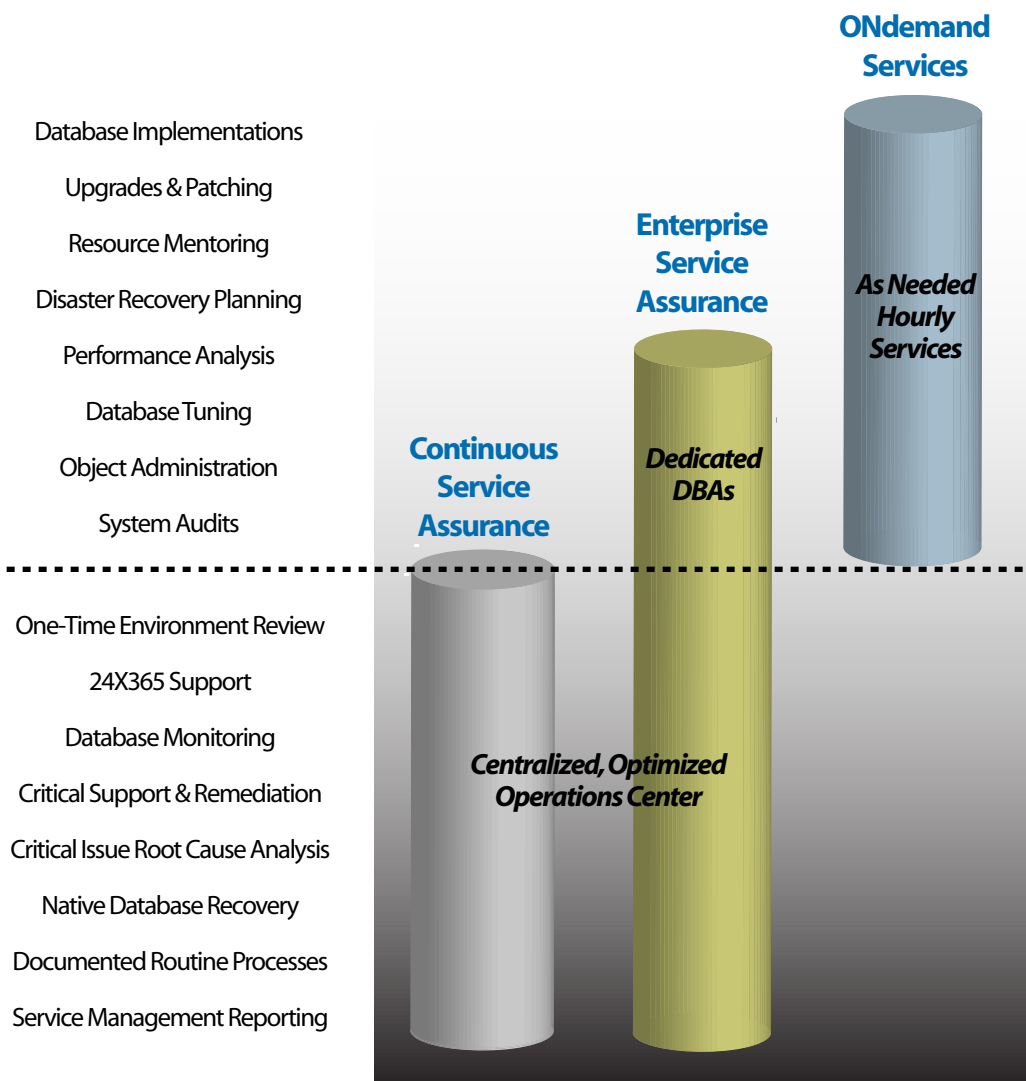 ONdemand
Services
Database Implementations
Upgrades & Patching
Resource Mentoring
Disaster Recovery Planning
Performance Analysis
Database Tuning
Object Administration
System Audits
Enterprise
Service
Assurance
As Needed
Hourly
Services
Continuous
Service
Assurance
Dedicated
DBAs
One-Time Environment Review
24X365 Support
Database Monitoring
Critical Support & Remediation
Critical Issue Root Cause Analysis
Native Database Recovery
Documented Routine Processes
Service Management Reporting
Centralized, Optimized
Operations Center